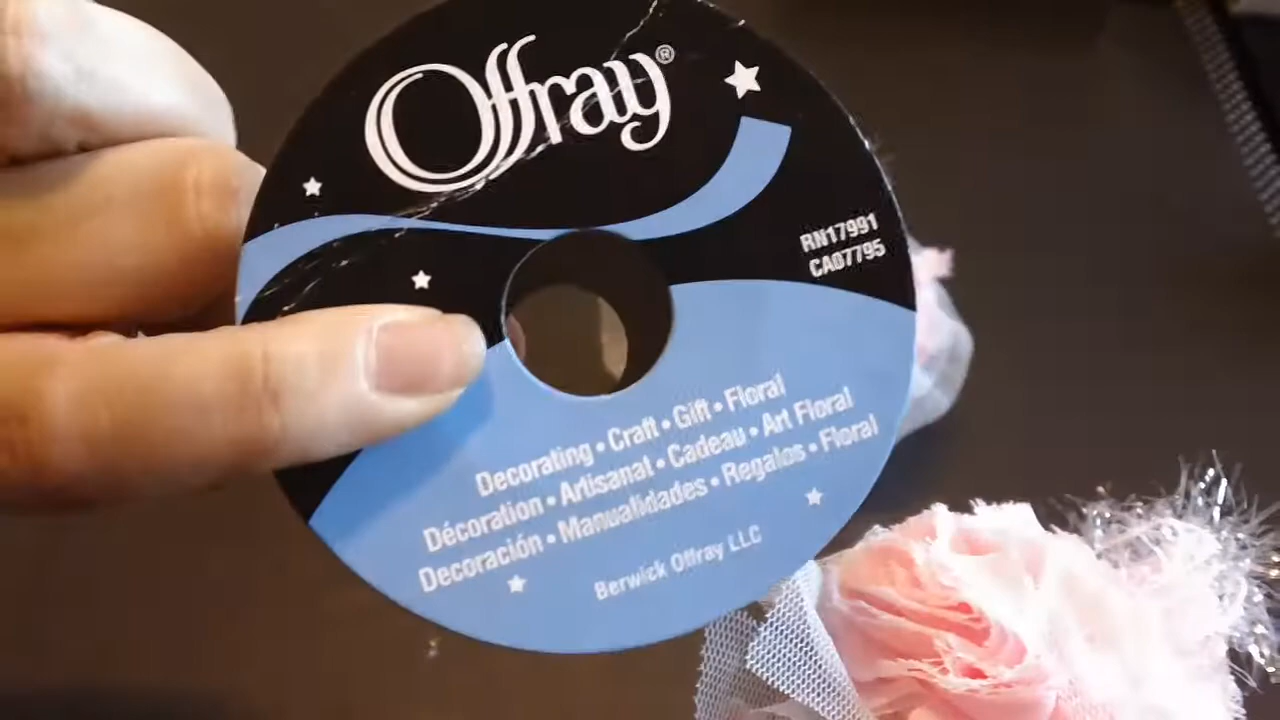 Offray®
RN17991
CA07795
Decorating • Craft • Gift • Floral
Décoration • Artisanal • Cadeau • Art Floral
Decoración • Manualidades • Regalos • Floral
Berwick Offray LLC